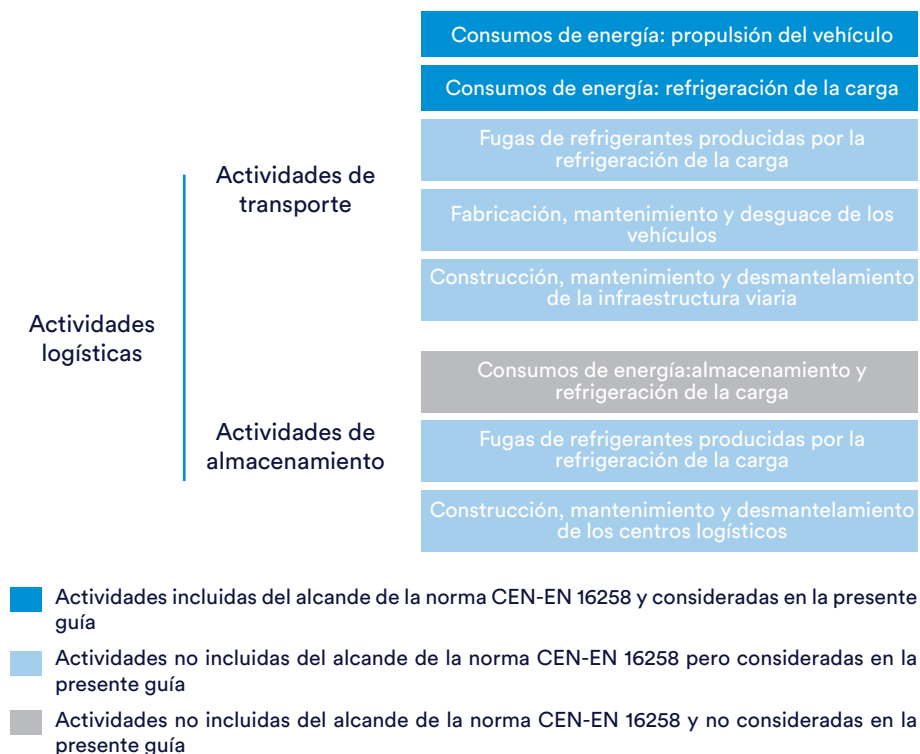 Consumos de energía: propulsión del vehículo
Consumos de energía: refrigeración de la carga
Fugas de refrigerantes producidas por la
refrigeración de la carga
Actividades de
transporte
Fabricación, mantenimiento y desguace de los
vehículos
Construcción, mantenimiento y desmantelamiento
de la infraestructura viaria
Actividades
logísticas
Consumos de energía:almacenamiento y
refrigeración de la carga
Actividades de
almacenamiento
Fugas de refrigerantes producidas por la
refrigeración de la carga
Construcción, mantenimiento y desmantelamiento
de los centros logísticos
Actividades incluidas del alcande de la norma CEN-EN 16258 y consideradas en la presente
guía
Actividades no incluidas del alcande de la norma CEN-EN 16258 pero consideradas en la
presente guía
Actividades no incluidas del alcande de la norma CEN-EN 16258 y no consideradas en la
presente guía